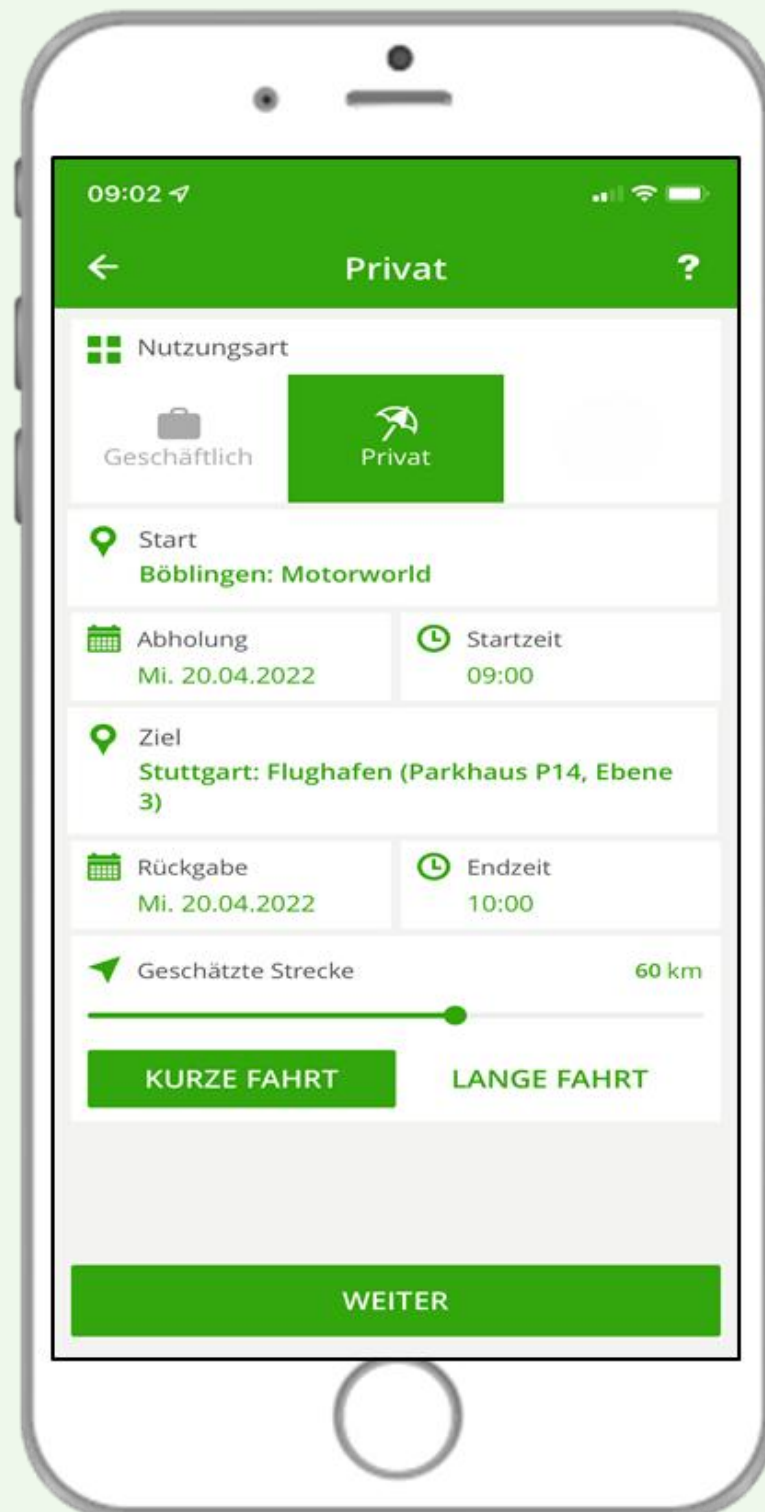 09:02
Privat ?
Nutzungsart
Geschäftlich Privat
Start
Böblingen: Motorworld
Abholung Startzeit
Mi. 20.04.2022 09:00
Ziel
Stuttgart: Flughafen (Parkhaus P14, Ebene
3)
Rückgabe Endzeit
Mi. 20.04.2022 10:00
Geschätzte Strecke 60 km
KURZE FAHRT LANGE FAHRT
WEITER